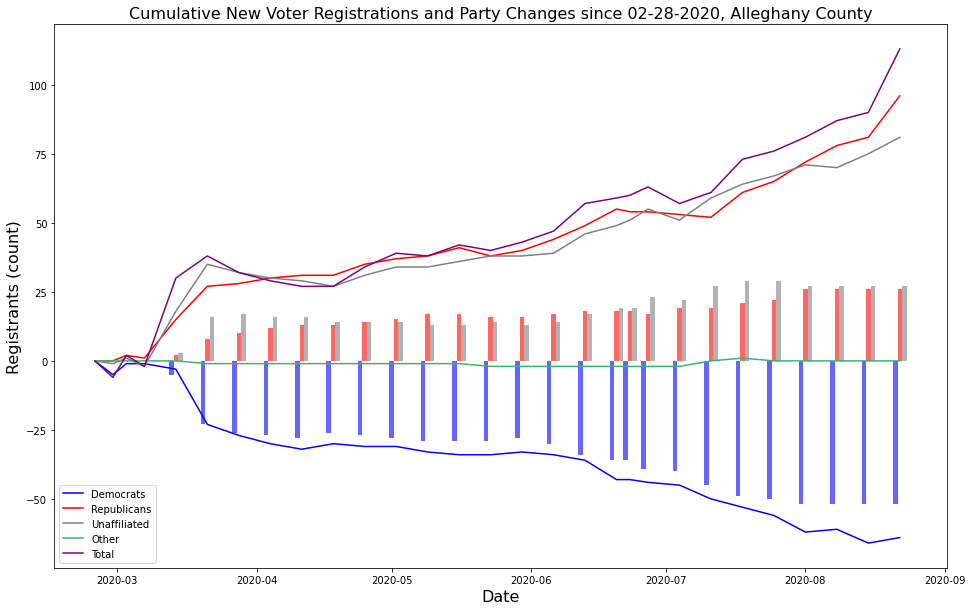 Cumulative New Voter Registrations and Party Changes since 02-28-2020, Alleghany County
Registrants (count)
100
75
50
25
0
−25
−50
Democrats
Republicans
Unaffiliated
Other
Total
2020-03 2020-04 2020-05 2020-06 2020-07 2020-08 2020-09
Date